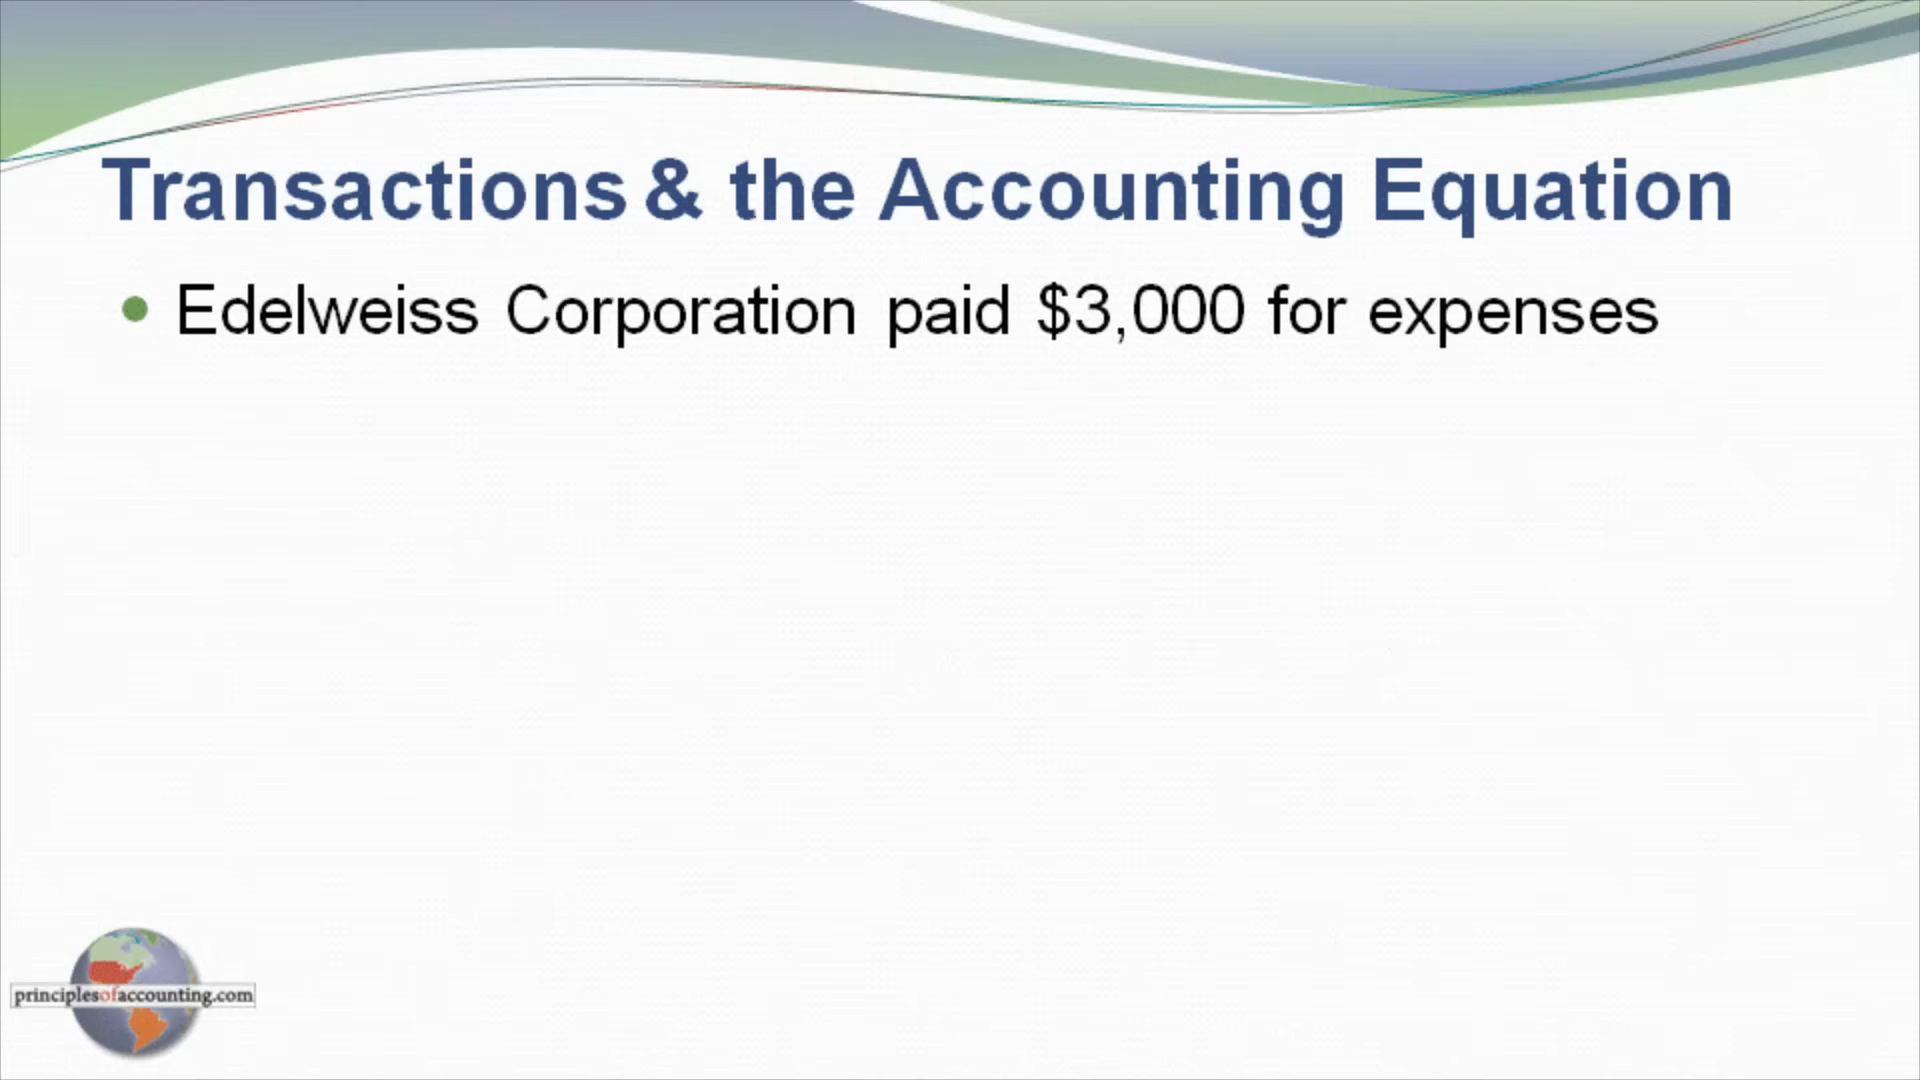 Transactions & the Accounting Equation
Edelweiss Corporation paid $3,000 for expenses
principlesofaccounting.com